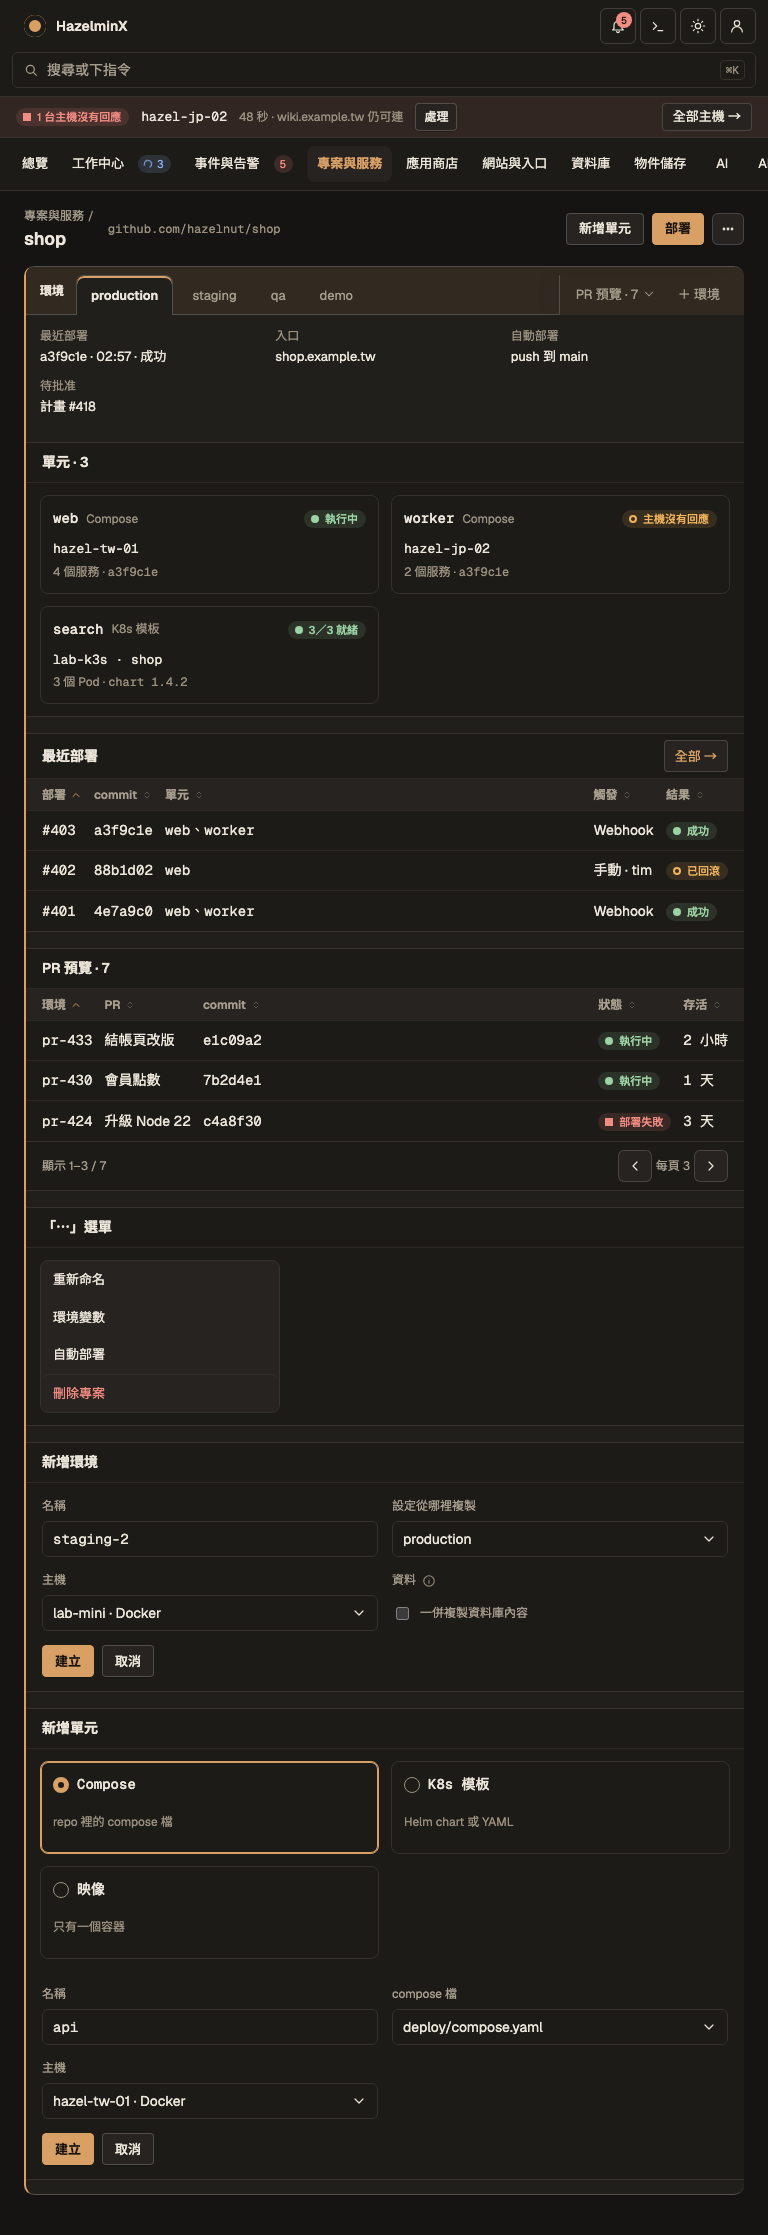 HazelminX
5
搜尋或下指令
⌘K
1 台主機沒有回應 hazel-jp-02 48 秒 · wiki.example.tw 仍可連 處理 全部主機 →
總覽 工作中心 3 事件與告警 5 專案與服務 應用商店 網站與入口 資料庫 物件儲存 AI
專案與服務 /
shop
github.com/hazelnut/shop
新增單元 部署 ···
環境 production staging qa demo PR 預覽 · 7 ＋ 環境
最近部署 入口 自動部署
a3f9c1e · 02:57 · 成功 shop.example.tw push 到 main
待批准
計畫 #418
單元 · 3
web Compose 執行中
hazel-tw-01
4 個服務 · a3f9c1e
worker Compose 主機沒有回應
hazel-jp-02
2 個服務 · a3f9c1e
search K8s 模板 3／3 就緒
lab-k3s · shop
3 個 Pod · chart 1.4.2
最近部署 全部 →
部署 commit 單元 觸發 結果
#403 a3f9c1e web、worker Webhook 成功
#402 88b1d02 web 手動 · tim 已回滾
#401 4e7a9c0 web、worker Webhook 成功
PR 預覽 · 7
環境 PR commit 狀態 存活
pr-433 結帳頁改版 e1c09a2 執行中 2 小時
pr-430 會員點數 7b2d4e1 執行中 1 天
pr-424 升級 Node 22 c4a8f30 部署失敗 3 天
顯示 1–3 / 7 每頁 3
「···」選單
重新命名
環境變數
自動部署
刪除專案
新增環境
名稱 設定從哪裡複製
staging-2 production
主機 資料
lab-mini · Docker 一併複製資料庫內容
建立 取消
新增單元
Compose
repo 裡的 compose 檔
K8s 模板
Helm chart 或 YAML
映像
只有一個容器
名稱 compose 檔
api deploy/compose.yaml
主機
hazel-tw-01 · Docker
建立 取消